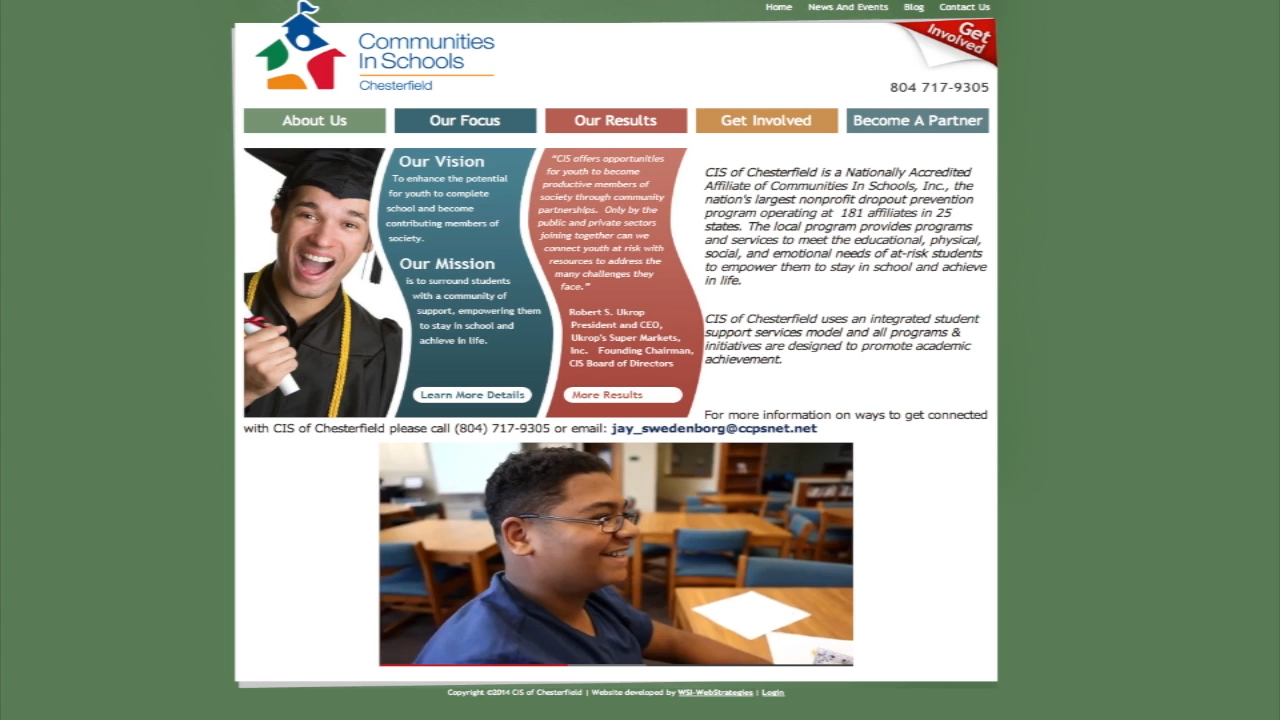 Home News And Events Blog Contact Us
Get
Involved
Communities
In Schools
Chesterfield
804 717-9305
About Us Our Focus Our Results Get Involved Become A Partner
Our Vision
To enhance the potential
for youth to complete
school and become
contributing members of
society.
Our Mission
is to surround students
with a community of
support, empowering them
to stay in school and
achieve in life.
Learn More Details
“CIS offers opportunities
for youth to become
productive members of
society through community
partnerships. Only by the
public and private sectors
joining together can we
connect youth at risk with
resources to address the
many challenges they
face.”
Robert S. Ukrop
President and CEO,
Ukrop's Super Markets,
Inc. Founding Chairman,
CIS Board of Directors
More Results
CIS of Chesterfield is a Nationally Accredited
Affiliate of Communities In Schools, Inc., the
nation's largest nonprofit dropout prevention
program operating at 181 affiliates in 25
states. The local program provides programs
and services to meet the educational, physical,
social, and emotional needs of at-risk students
to empower them to stay in school and achieve
in life.
CIS of Chesterfield uses an integrated student
support services model and all programs &
initiatives are designed to promote academic
achievement.
For more information on ways to get connected
with CIS of Chesterfield please call (804) 717-9305 or email: jay_swedenborg@ccpsnet.net
Copyright ©2014 CIS of Chesterfield | Website developed by WSI-WebStrategies | Login